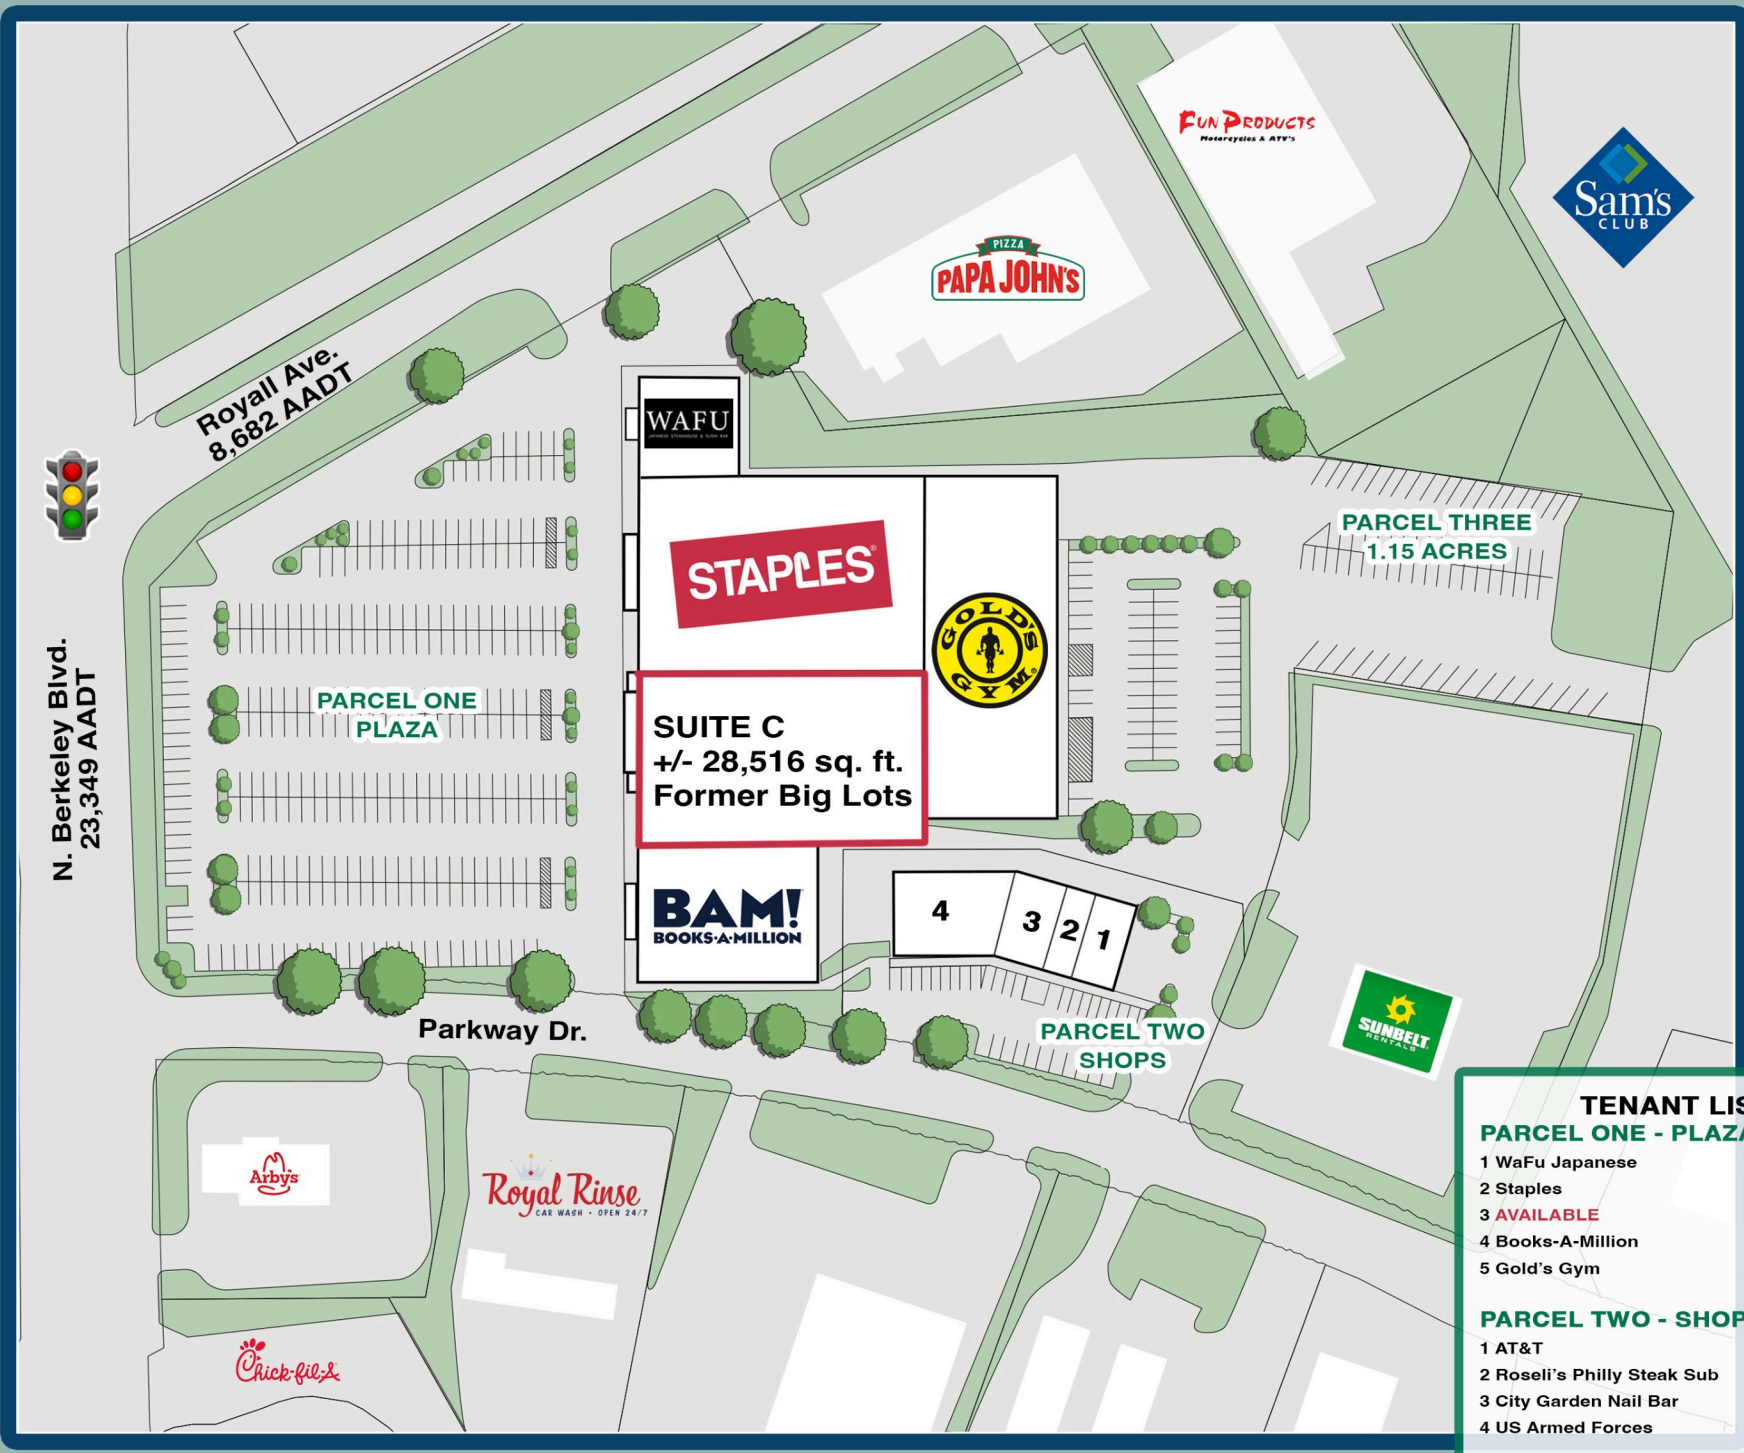 FUN PRODUCTS
Motorcycles & ATV's
Sam's
CLUB
PIZZA
PAPA JOHN'S
Royall Ave.
8,682 AADT
WAFU
JAPANESE STEAKHOUSE & SUSHI BAR
STAPLES
GOLD'S
GYM
PARCEL THREE
1.15 ACRES
N. Berkeley Blvd.
23,349 AADT
PARCEL ONE
PLAZA
SUITE C
+/- 28,516 sq. ft.
Former Big Lots
BAM!
BOOKS-A-MILLION
4
3
2
1
Parkway Dr.
PARCEL TWO
SHOPS
SUNBELT
RENTALS
Arby's
Royal Rinse
CAR WASH • OPEN 24/7
Chick-fil-A
TENANT LIS
PARCEL ONE - PLAZA
1 WaFu Japanese
2 Staples
3 AVAILABLE
4 Books-A-Million
5 Gold's Gym
PARCEL TWO - SHOP
1 AT&T
2 Roseli's Philly Steak Sub
3 City Garden Nail Bar
4 US Armed Forces